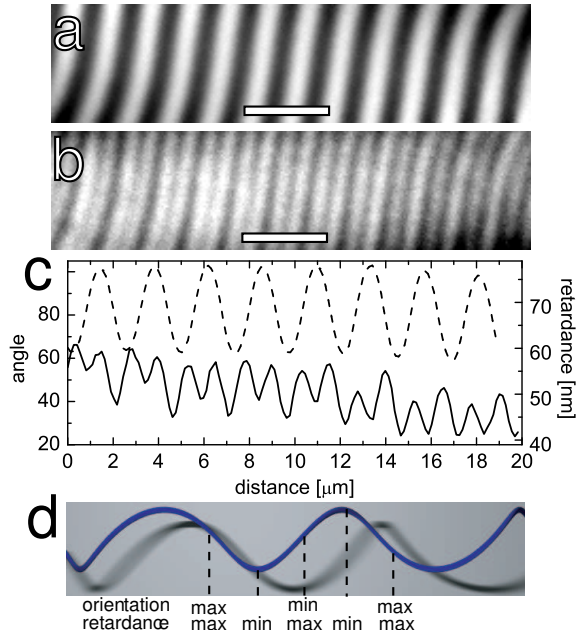 a
b
c
80
60
40
20
angle
70
60
50
40
retardance [nm]
0 2 4 6 8 10 12 14 16 18 20
distance [μm]
d
orientation max min max
retardance max min max min max